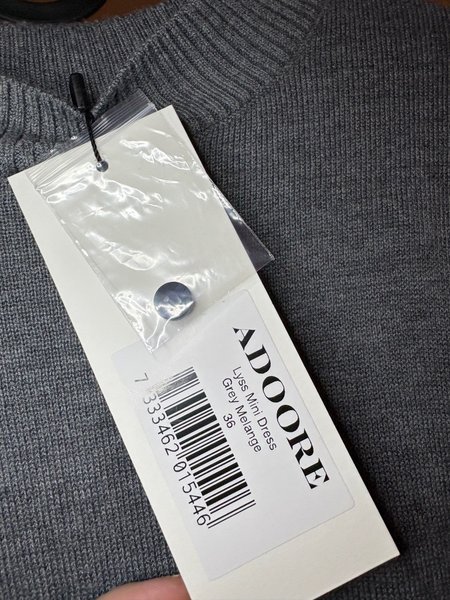 ADOORE
Lyss Mini Dress
Grey Melange
36
7 333462 015446